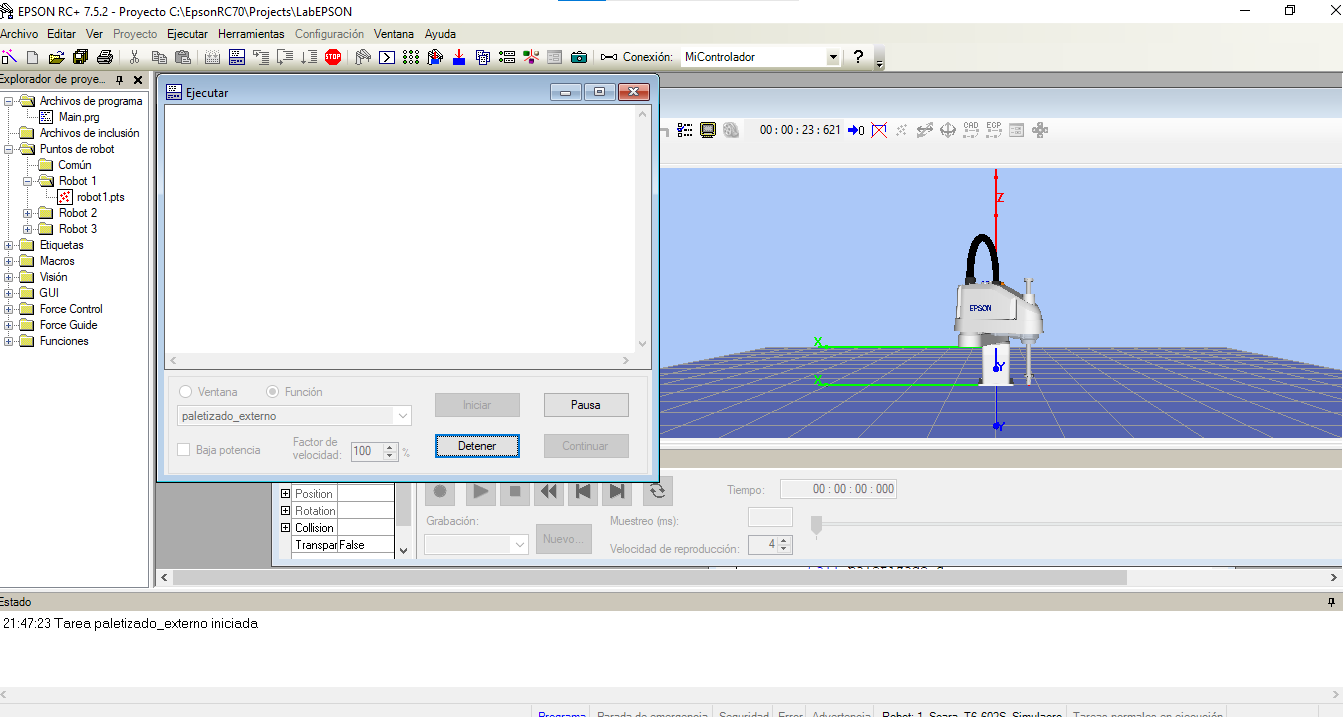 EPSON RC+ 7.5.2 - Proyecto C:\EpsonRC70\Projects\LabEPSON
Archivo Editar Ver Proyecto Ejecutar Herramientas Configuración Ventana Ayuda
STOP Conexión: MiControlador ?
Explorador de proye...
Archivos de programa
Main.prg
Archivos de inclusión
Puntos de robot
Común
Robot 1
robot1.pts
Robot 2
Robot 3
Etiquetas
Macros
Visión
GUI
Force Control
Force Guide
Funciones
Ejecutar
Ventana Función
paletizado_externo
Baja potencia
Factor de
velocidad: 100 %
Iniciar Pausa
Detener Continuar
00 : 00 : 23 : 621 CAD ECP
Z
EPSON
X
Y
X
Y
Position
Rotation
Collision
Transpar False
Grabación:
Nuevo...
Tiempo: 00 : 00 : 00 : 000
Muestreo (ms):
Velocidad de reproducción: 4
Estado
21:47:23 Tarea paletizado_externo iniciada
Programa Parada de emergencia Seguridad Error Advertencia Robot: 1, Scara, T6-602S, Simulacro Tareas normales en ejecución